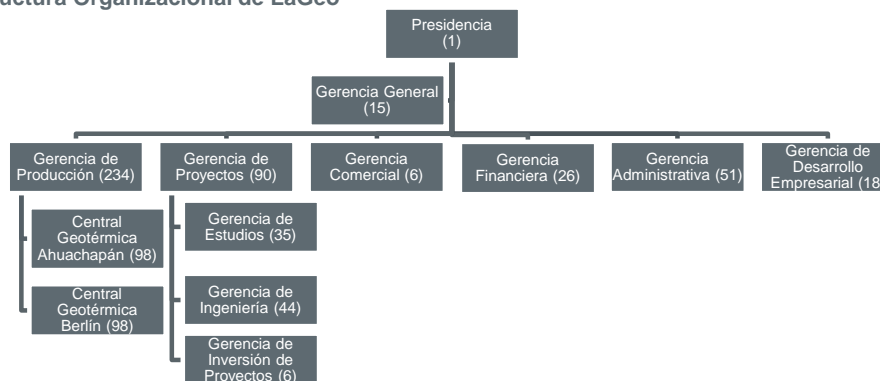 uctura Organizacional de LaGeo
Presidencia
(1)
Gerencia General
(15)
Gerencia de
Producción (234)
Gerencia de
Proyectos (90)
Gerencia
Comercial (6)
Gerencia
Financiera (26)
Gerencia
Administrativa (51)
Gerencia de
Desarrollo
Empresarial (18
Central
Geotérmica
Ahuachapán (98)
Central
Geotérmica
Berlín (98)
Gerencia de
Estudios (35)
Gerencia de
Ingeniería (44)
Gerencia de
Inversión de
Proyectos (6)